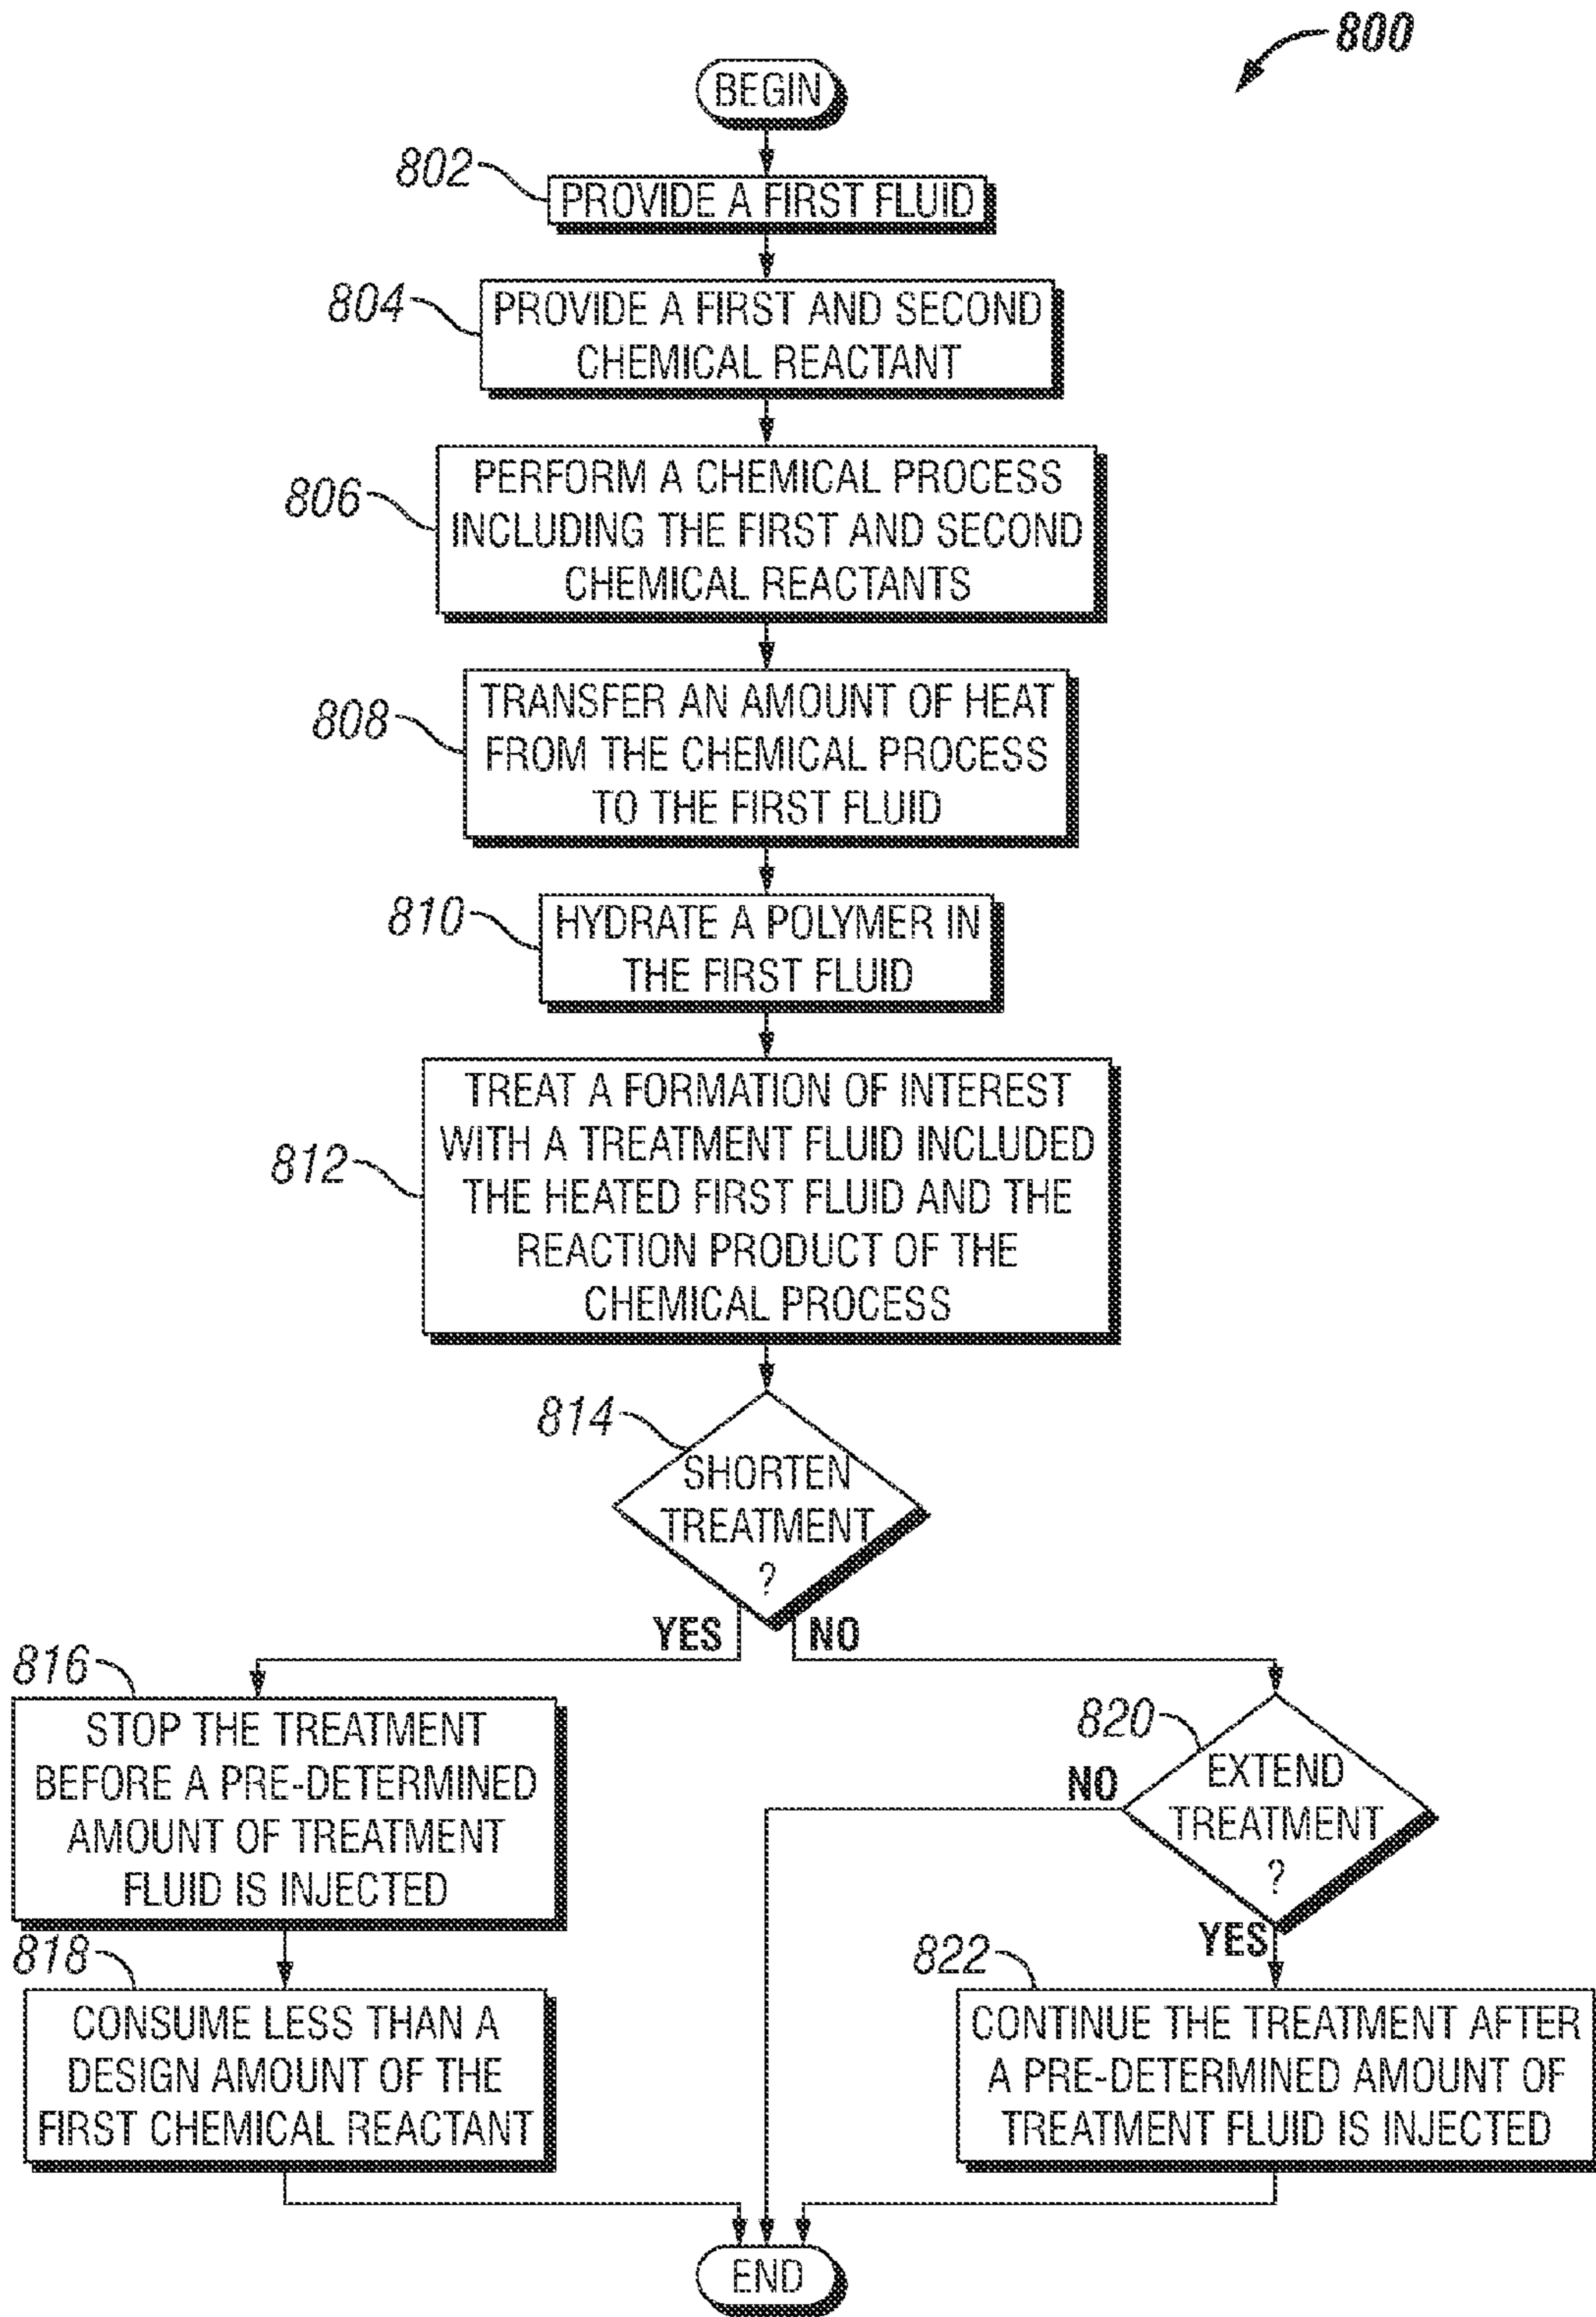 800
BEGIN
802
PROVIDE A FIRST FLUID
804
PROVIDE A FIRST AND SECOND
CHEMICAL REACTANT
806
PERFORM A CHEMICAL PROCESS
INCLUDING THE FIRST AND SECOND
CHEMICAL REACTANTS
808
TRANSFER AN AMOUNT OF HEAT
FROM THE CHEMICAL PROCESS
TO THE FIRST FLUID
810
HYDRATE A POLYMER IN
THE FIRST FLUID
812
TREAT A FORMATION OF INTEREST
WITH A TREATMENT FLUID INCLUDED
THE HEATED FIRST FLUID AND THE
REACTION PRODUCT OF THE
CHEMICAL PROCESS
814
SHORTEN
TREATMENT
?
YES
NO
816
STOP THE TREATMENT
BEFORE A PRE-DETERMINED
AMOUNT OF TREATMENT
FLUID IS INJECTED
818
CONSUME LESS THAN A
DESIGN AMOUNT OF THE
FIRST CHEMICAL REACTANT
820
EXTEND
TREATMENT
?
NO
YES
822
CONTINUE THE TREATMENT AFTER
A PRE-DETERMINED AMOUNT OF
TREATMENT FLUID IS INJECTED
END